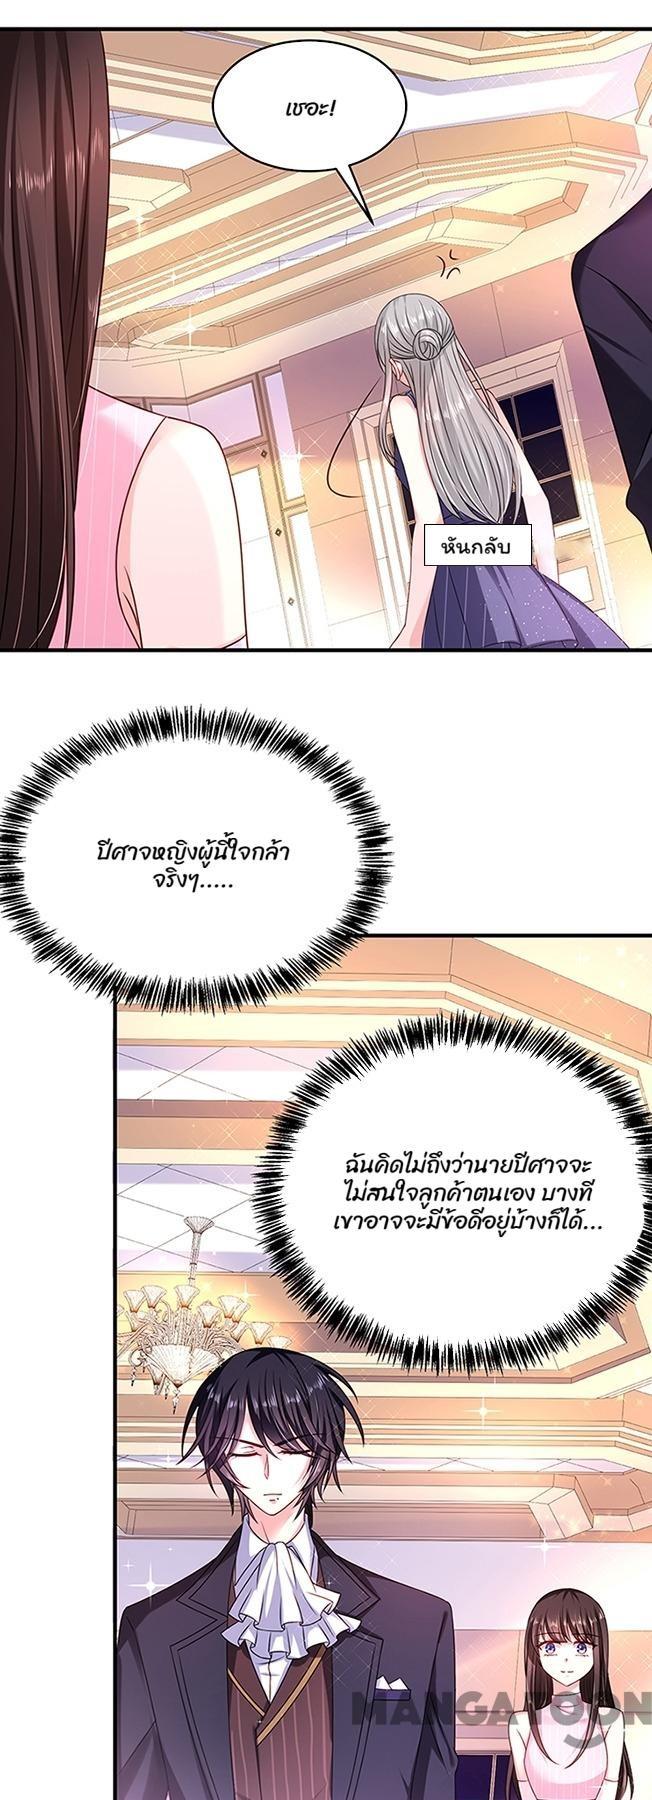 เชอะ!
หันกลับ
ปีศาจหญิงผู้นี้ใจกล้า
จริงๆ.....
ฉันคิดไม่ถึงว่านายปีศาจจะ
ไม่สนใจลูกค้าตนเอง บางที
เขาอาจจะมีข้อดีอยู่บ้างก็ได้...
MANGATOON